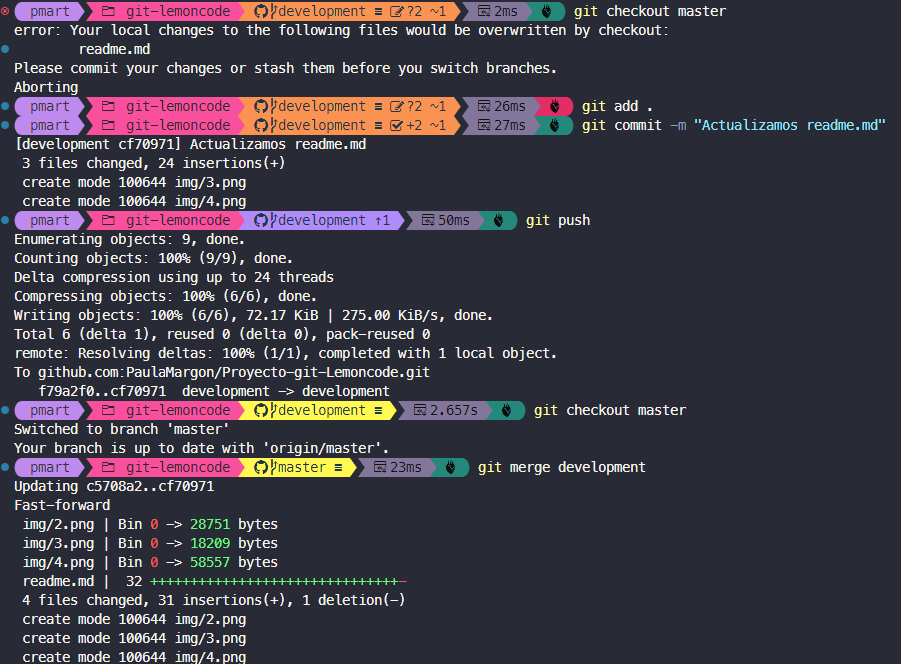 pmart git-lemoncode development ≡ ?2 ~1 2ms git checkout master
error: Your local changes to the following files would be overwritten by checkout:
readme.md
Please commit your changes or stash them before you switch branches.
Aborting
pmart git-lemoncode development ≡ ?2 ~1 26ms git add .
pmart git-lemoncode development ≡ +2 ~1 27ms git commit -m "Actualizamos readme.md"
[development cf70971] Actualizamos readme.md
3 files changed, 24 insertions(+)
create mode 100644 img/3.png
create mode 100644 img/4.png
pmart git-lemoncode development ↑1 50ms git push
Enumerating objects: 9, done.
Counting objects: 100% (9/9), done.
Delta compression using up to 24 threads
Compressing objects: 100% (6/6), done.
Writing objects: 100% (6/6), 72.17 KiB | 275.00 KiB/s, done.
Total 6 (delta 1), reused 0 (delta 0), pack-reused 0
remote: Resolving deltas: 100% (1/1), completed with 1 local object.
To github.com:PaulaMargon/Proyecto-git-Lemoncode.git
f79a2f0..cf70971 development -> development
pmart git-lemoncode development ≡ 2.657s git checkout master
Switched to branch 'master'
Your branch is up to date with 'origin/master'.
pmart git-lemoncode master ≡ 23ms git merge development
Updating c5708a2..cf70971
Fast-forward
img/2.png | Bin 0 -> 28751 bytes
img/3.png | Bin 0 -> 18209 bytes
img/4.png | Bin 0 -> 58557 bytes
readme.md | 32 +++++++++++++++++++++++++++++++-
4 files changed, 31 insertions(+), 1 deletion(-)
create mode 100644 img/2.png
create mode 100644 img/3.png
create mode 100644 img/4.png